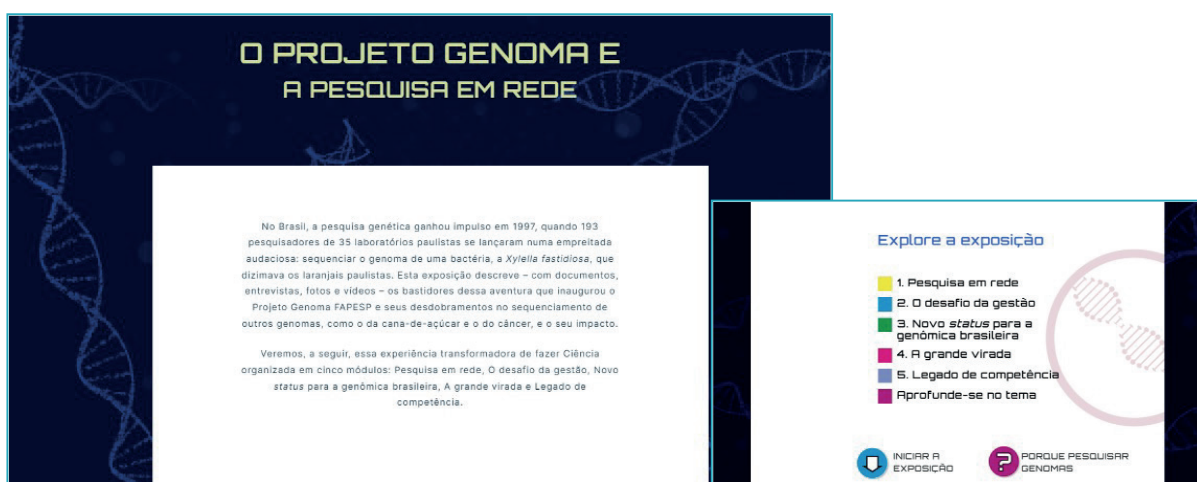 O PROJETO GENOMA E
A PESQUISA EM REDE
No Brasil, a pesquisa genética ganhou impulso em 1997, quando 193
pesquisadores de 35 laboratórios paulistas se lançaram numa empreitada
audaciosa: sequenciar o genoma de uma bactéria, a Xylella fastidiosa, que
dizimava os laranjais paulistas. Esta exposição descreve – com documentos,
entrevistas, fotos e vídeos – os bastidores dessa aventura que inaugurou o
Projeto Genoma FAPESP e seus desdobramentos no sequenciamento de
outros genomas, como o da cana-de-açúcar e o do câncer, e o seu impacto.
Veremos, a seguir, essa experiência transformadora de fazer Ciência
organizada em cinco módulos: Pesquisa em rede, O desafio da gestão, Novo
status para a genômica brasileira, A grande virada e Legado de
competência.
Explore a exposição
1. Pesquisa em rede
2. O desafio da gestão
3. Novo status para a
genômica brasileira
4. A grande virada
5. Legado de competência
Aprofunde-se no tema
INICIAR A
EXPOSIÇÃO
?
PORQUE PESQUISAR
GENOMAS